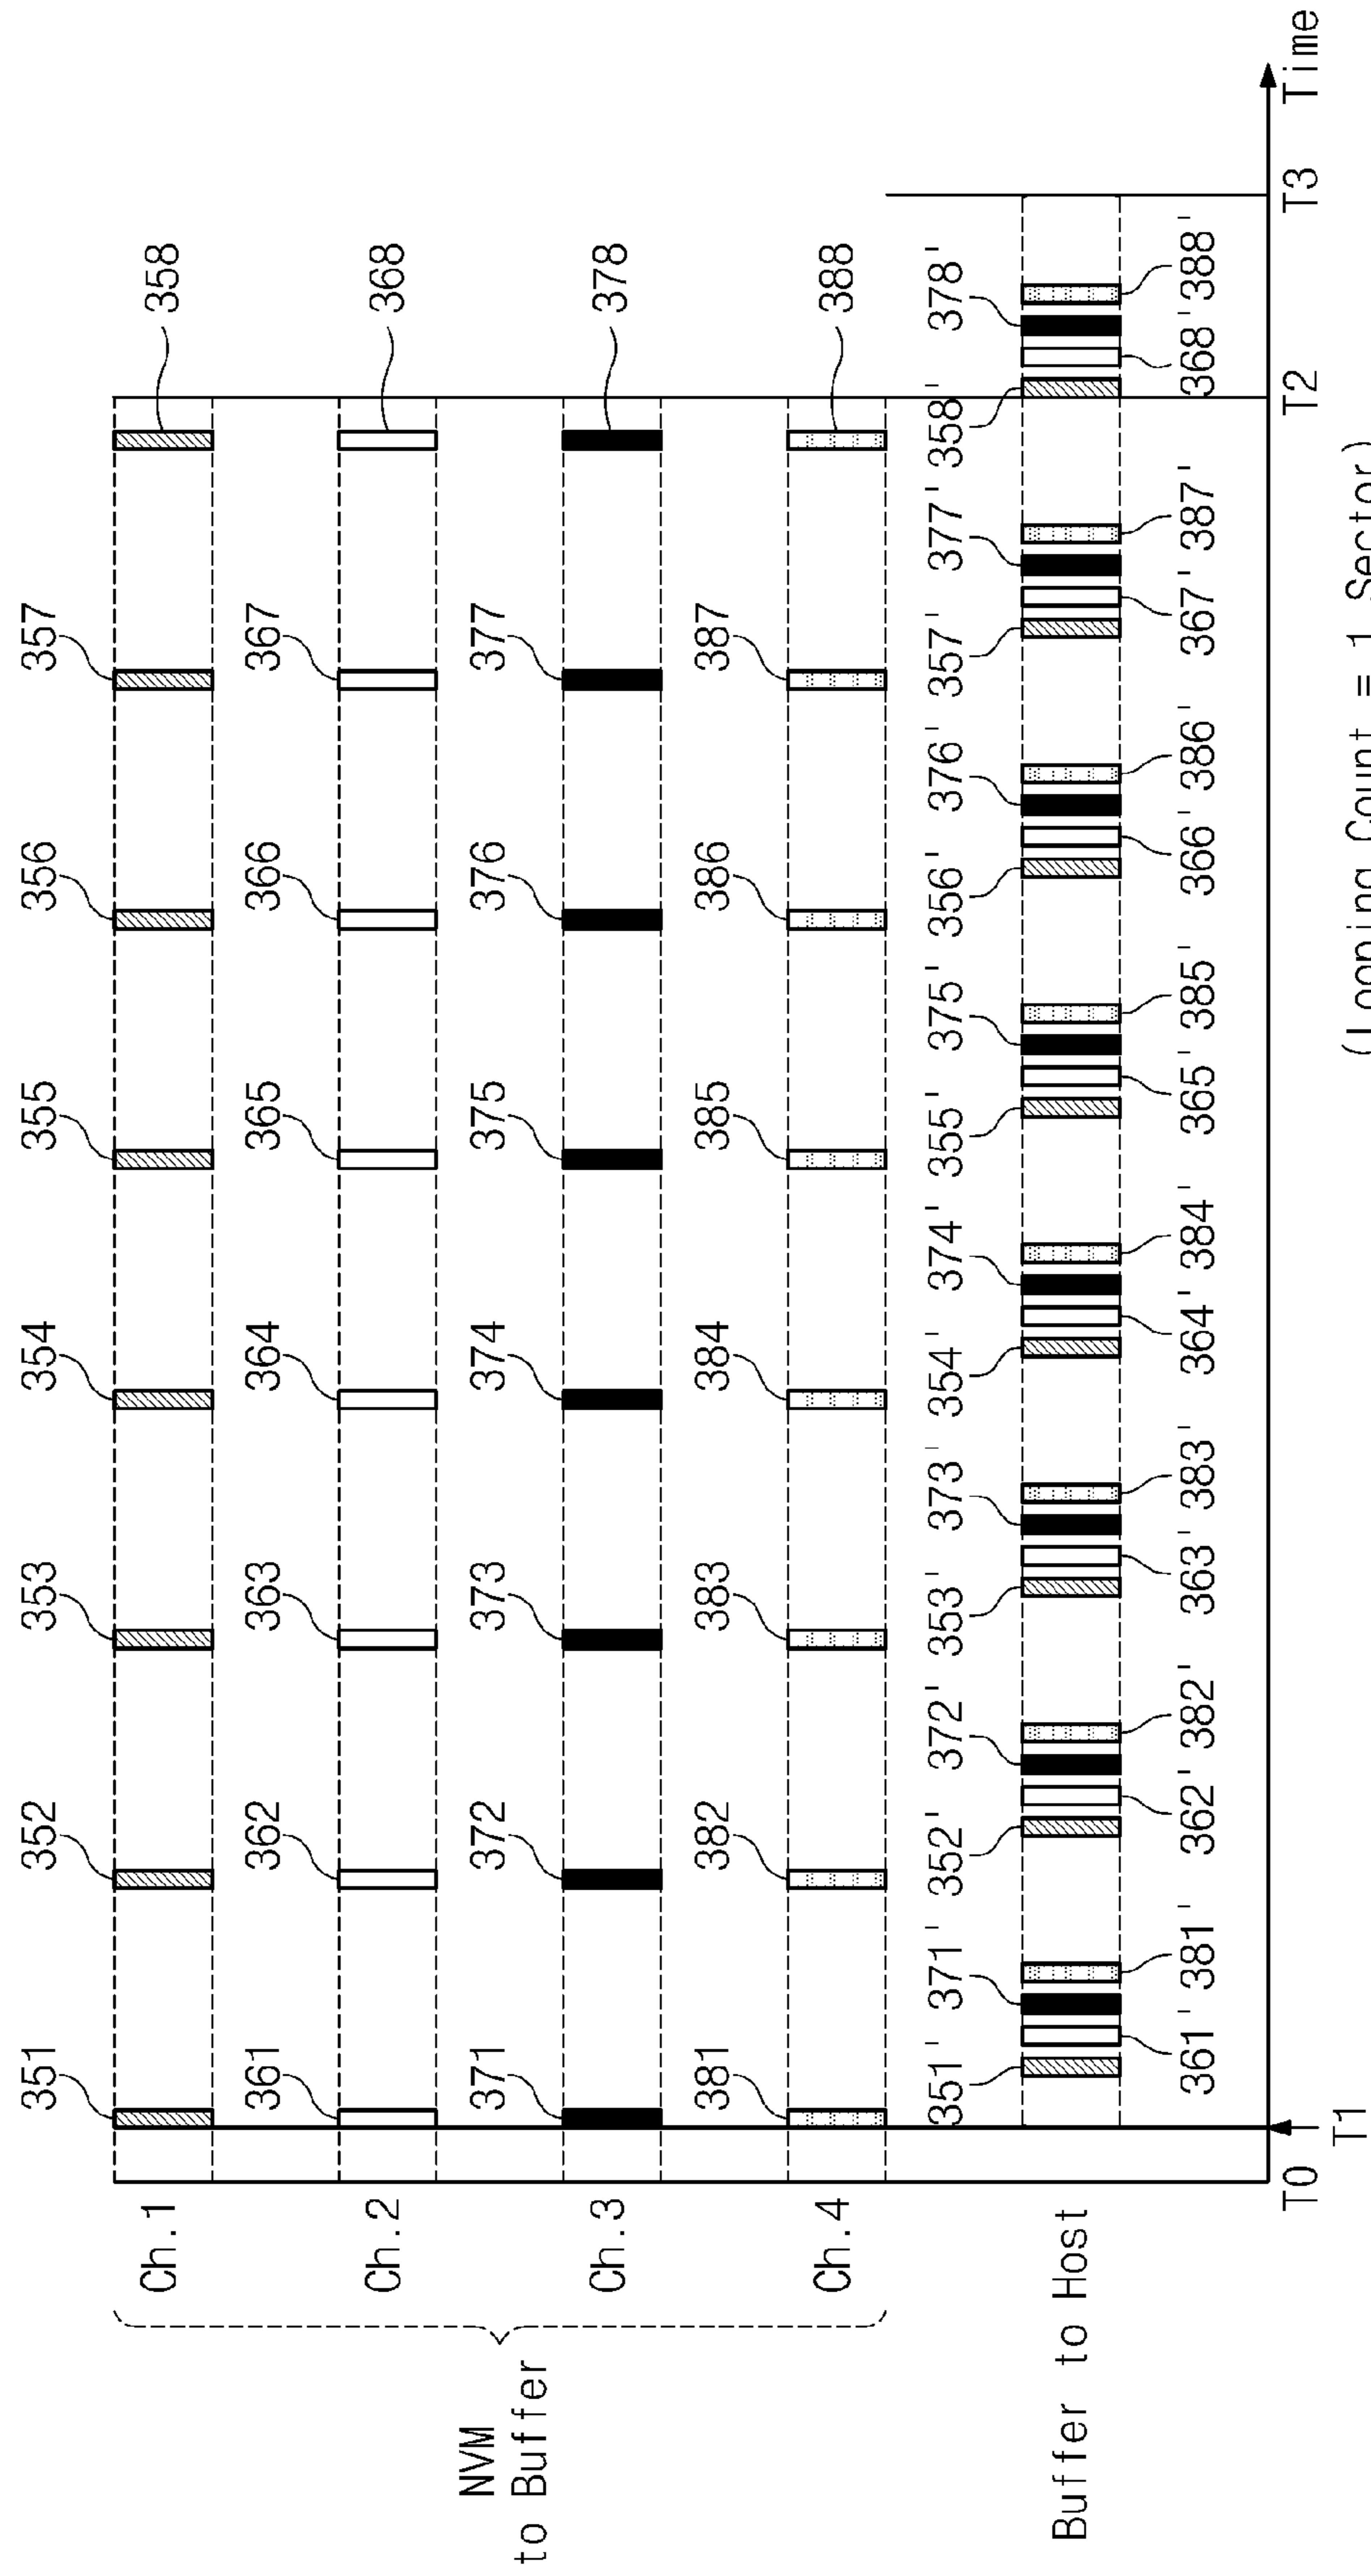 351 352 353 354 355 356 357
Ch.1
358
361 362 363 364 365 366 367
Ch.2
368
371 372 373 374 375 376 377
Ch.3
378
381 382 383 384 385 386 387
Ch.4
388
NVM
to Buffer
351' 371' 352' 372' 353' 373' 354' 374' 355' 375' 356' 376' 357' 377' 358' 378'
Buffer to Host
361' 381' 362' 382' 363' 383' 364' 384' 365' 385' 366' 386' 367' 387' 368' 388'
T0 T2 T3 Time
T1
(Looping Count = 1 Sector)